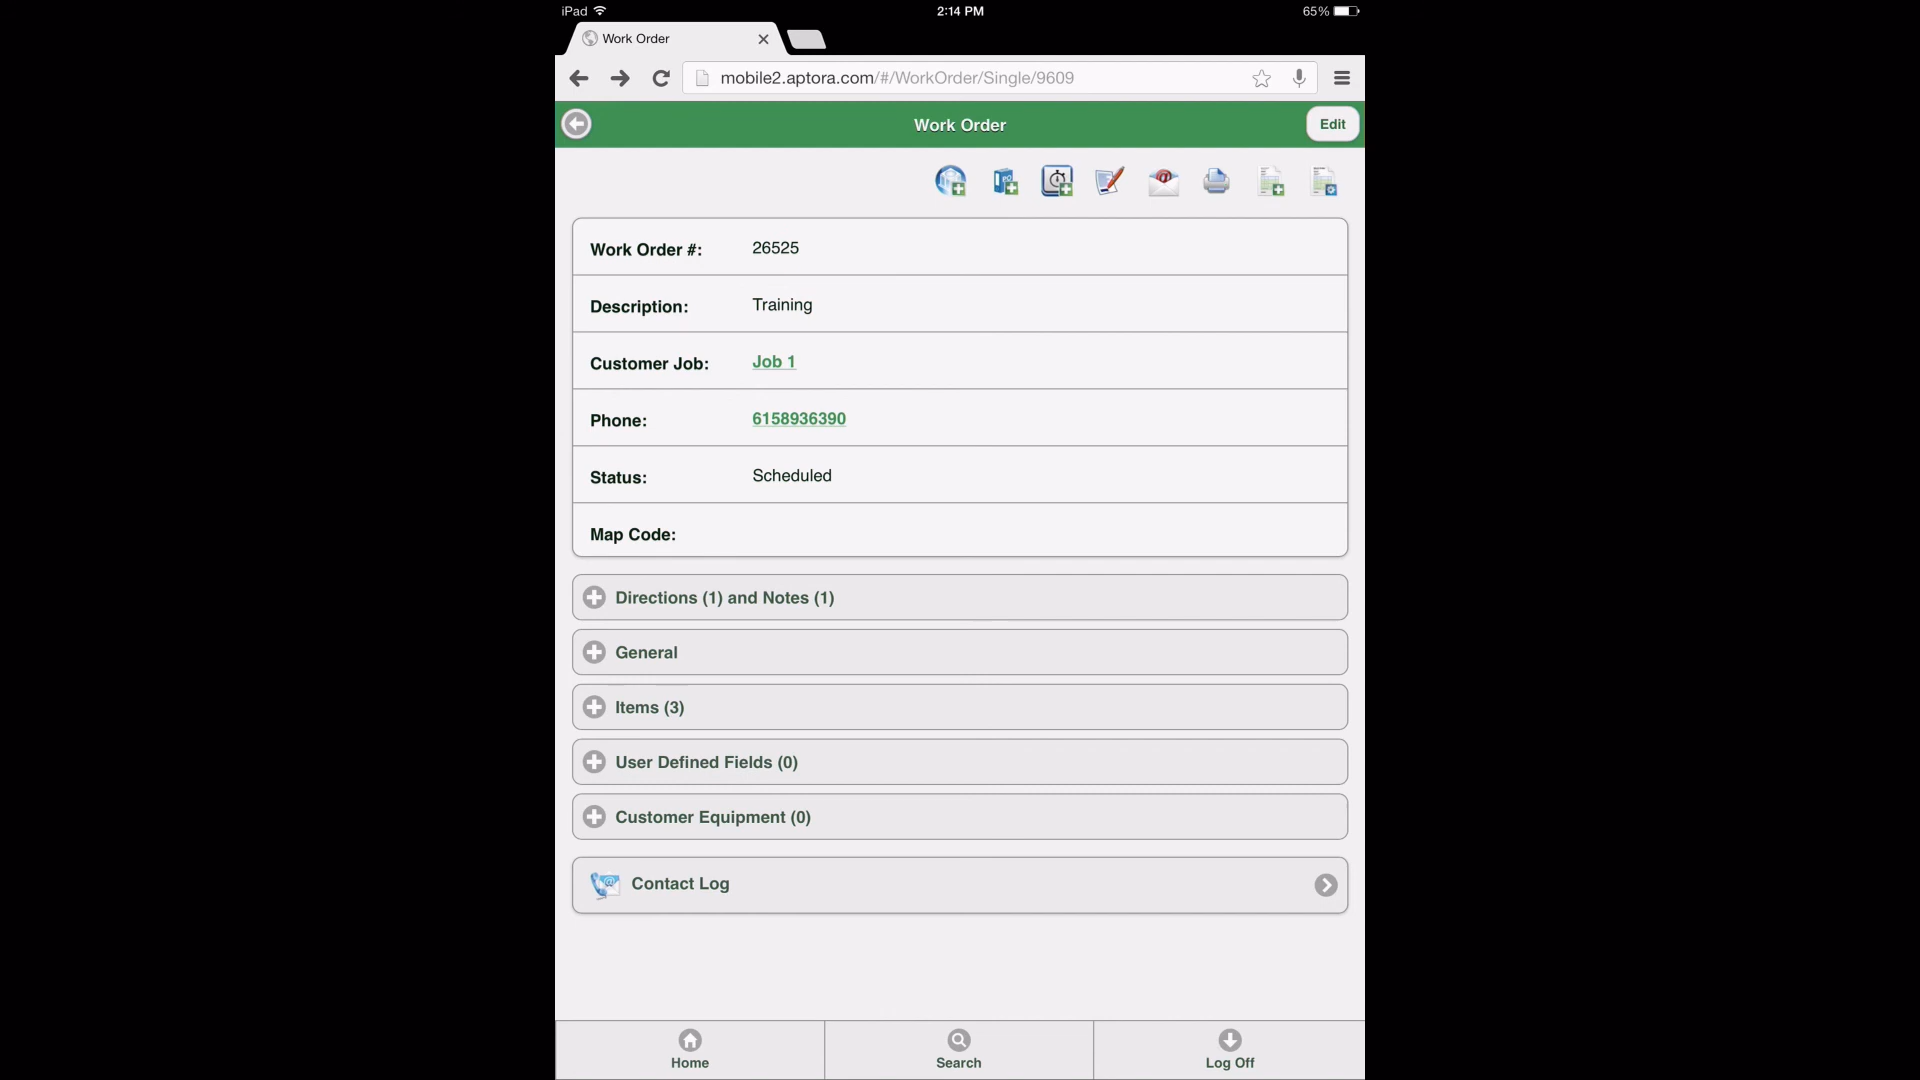 iPad 2:14 PM 65%
Work Order
mobile2.aptora.com/#/WorkOrder/Single/9609
Work Order Edit
Work Order #: 26525
Description: Training
Customer Job: Job 1
Phone: 6158936390
Status: Scheduled
Map Code:
Directions (1) and Notes (1)
General
Items (3)
User Defined Fields (0)
Customer Equipment (0)
Contact Log
Home Search Log Off